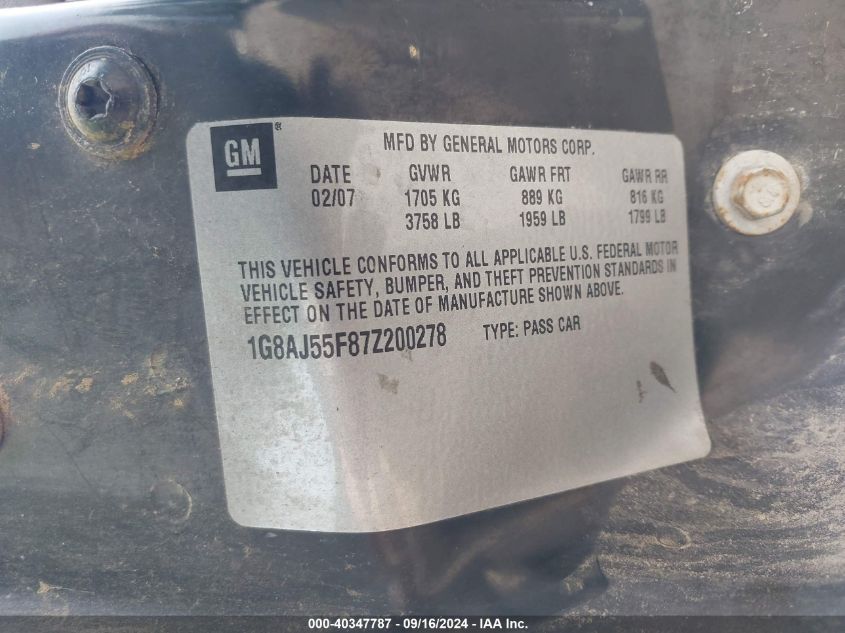 GM ®
MFD BY GENERAL MOTORS CORP.
DATE GVWR GAWR FRT GAWR RR
02/07 1705 KG 889 KG 816 KG
3758 LB 1959 LB 1799 LB
THIS VEHICLE CONFORMS TO ALL APPLICABLE U.S. FEDERAL MOTOR
VEHICLE SAFETY, BUMPER, AND THEFT PREVENTION STANDARDS IN
EFFECT ON THE DATE OF MANUFACTURE SHOWN ABOVE.
1G8AJ55F87Z200278 TYPE: PASS CAR
000-40347787 - 09/16/2024 - IAA Inc.